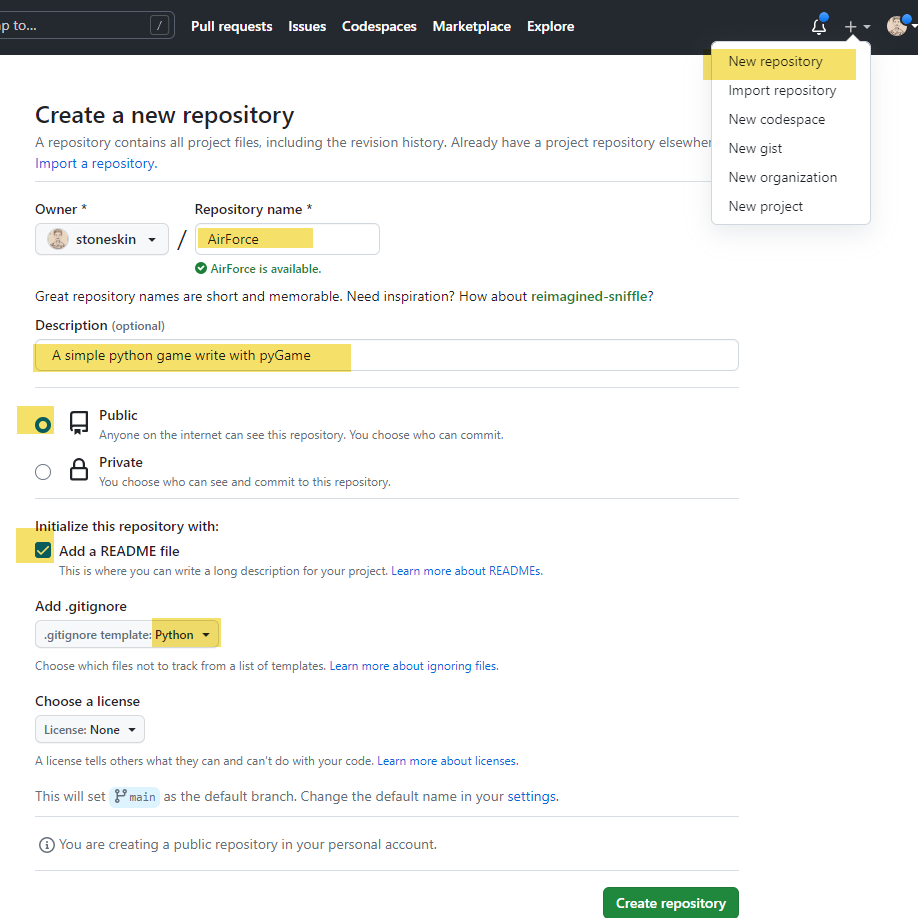 p to... /
Pull requests Issues Codespaces Marketplace Explore
New repository
Import repository
New codespace
New gist
New organization
New project
Create a new repository
A repository contains all project files, including the revision history. Already have a project repository elsewher
Import a repository.
Owner * Repository name *
stoneskin / AirForce
AirForce is available.
Great repository names are short and memorable. Need inspiration? How about reimagined-sniffle?
Description (optional)
A simple python game write with pyGame
Public
Anyone on the internet can see this repository. You choose who can commit.
Private
You choose who can see and commit to this repository.
Initialize this repository with:
Add a README file
This is where you can write a long description for your project. Learn more about READMEs.
Add .gitignore
.gitignore template: Python
Choose which files not to track from a list of templates. Learn more about ignoring files.
Choose a license
License: None
A license tells others what they can and can't do with your code. Learn more about licenses.
This will set main as the default branch. Change the default name in your settings.
You are creating a public repository in your personal account.
Create repository